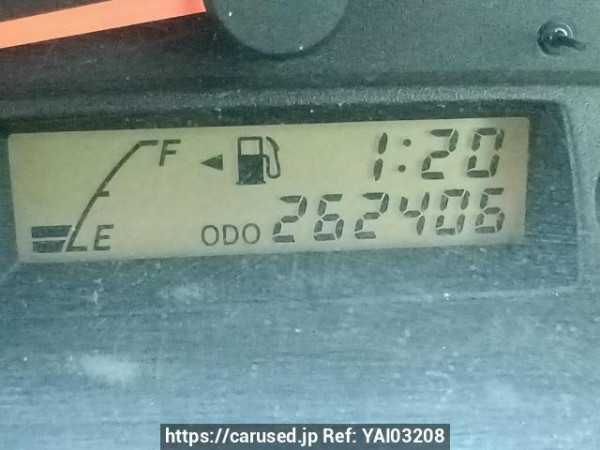 F 1:20
E ODO 262406
https://carused.jp Ref: YAI03208